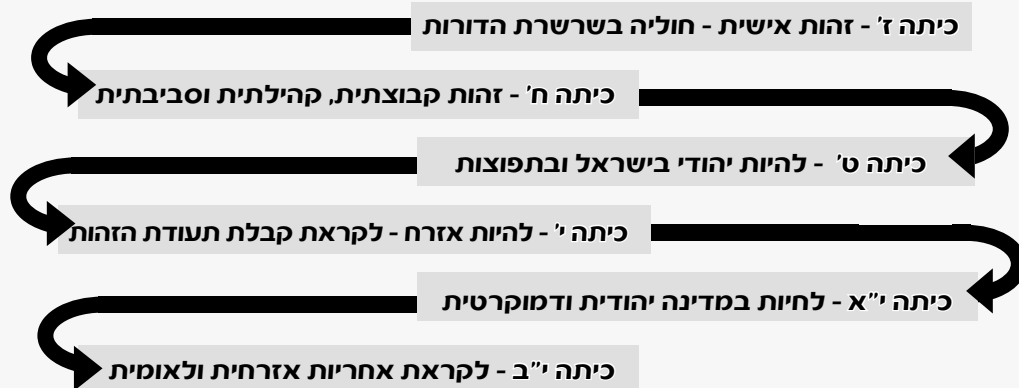 כיתה ז' - זהות אישית - חוליה בשרשרת הדורות
כיתה ח' - זהות קבוצתית, קהילתית וסביבתית
כיתה ט' - להיות יהודי בישראל ובתפוצות
כיתה י' - להיות אזרח - לקראת קבלת תעודת הזהות
כיתה י"א - לחיות במדינה יהודית ודמוקרטית
כיתה י"ב - לקראת אחריות אזרחית ולאומית